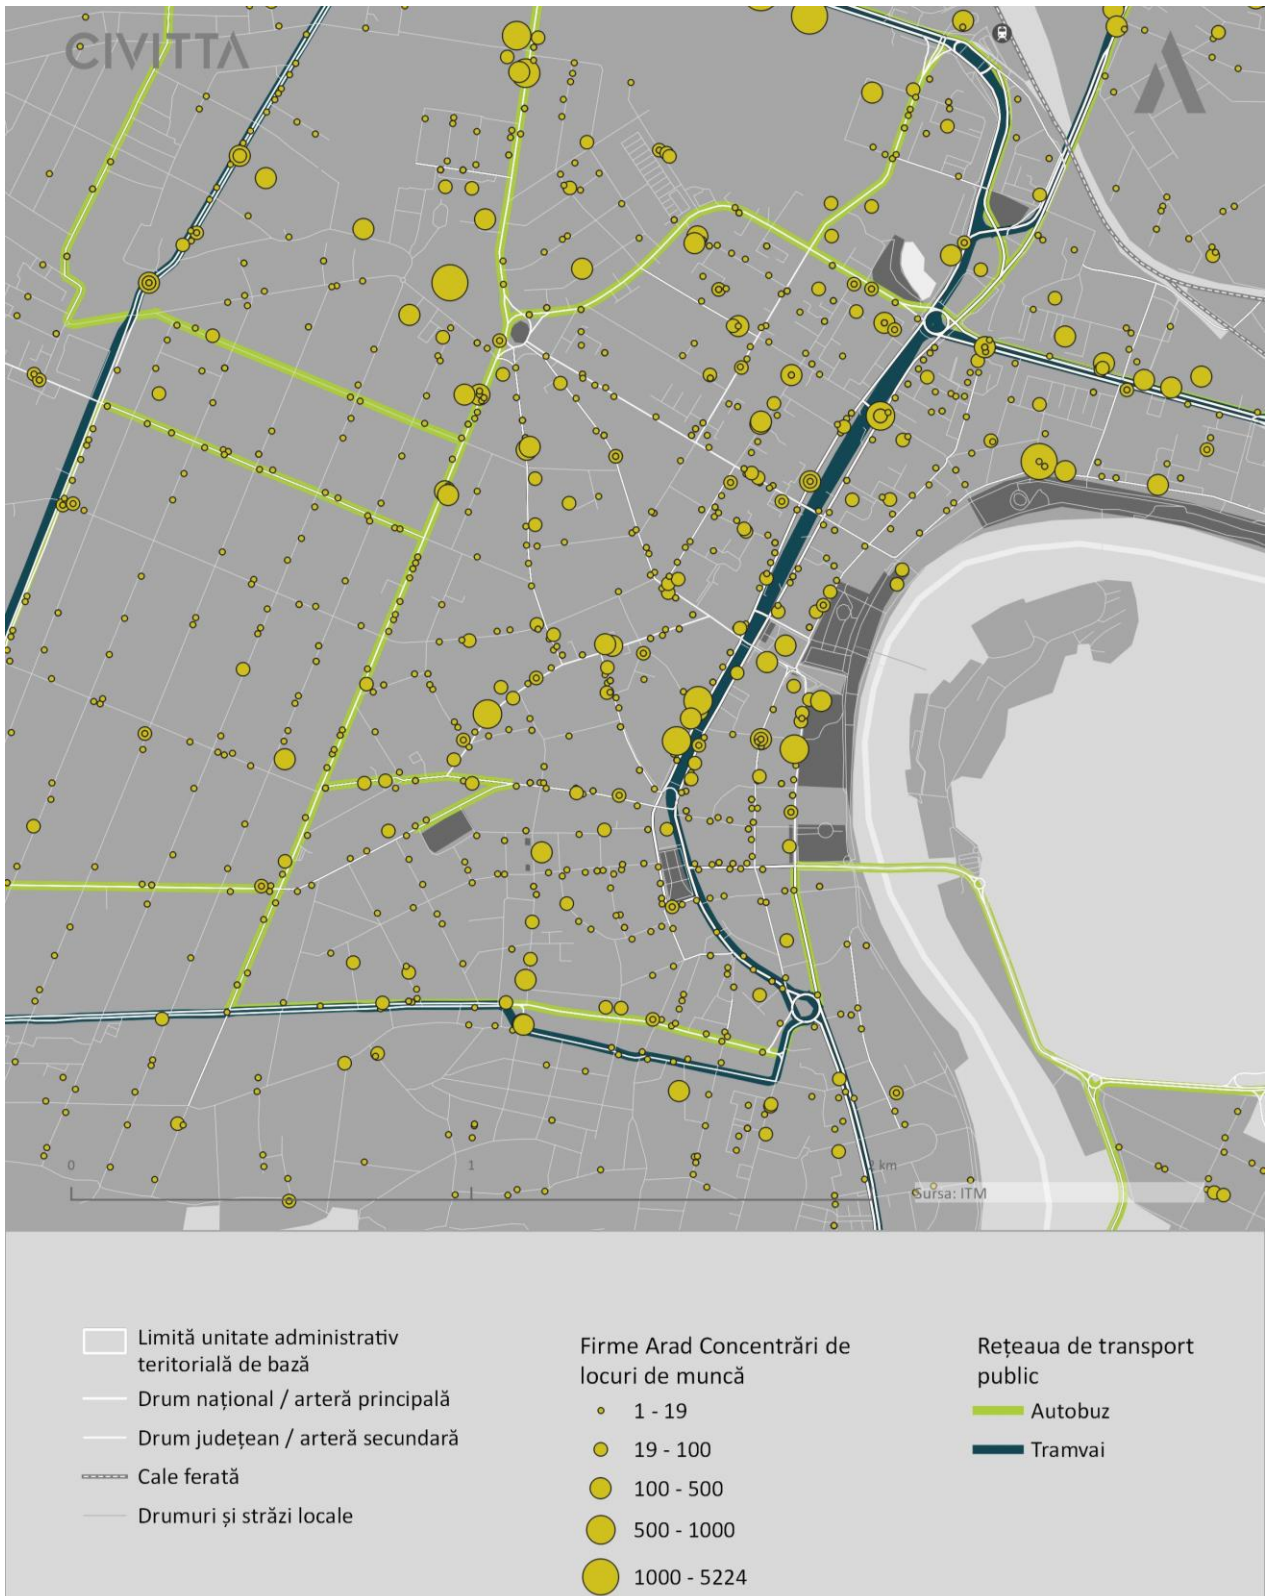 CIVITTA
0
1
2 km
Sursa: ITM
Limită unitate administrativ
teritorială de bază
Drum național / arteră principală
Drum județean / arteră secundară
Cale ferată
Drumuri și străzi locale
Firme Arad Concentrări de
locuri de muncă
1 - 19
19 - 100
100 - 500
500 - 1000
1000 - 5224
Rețeaua de transport
public
Autobuz
Tramvai